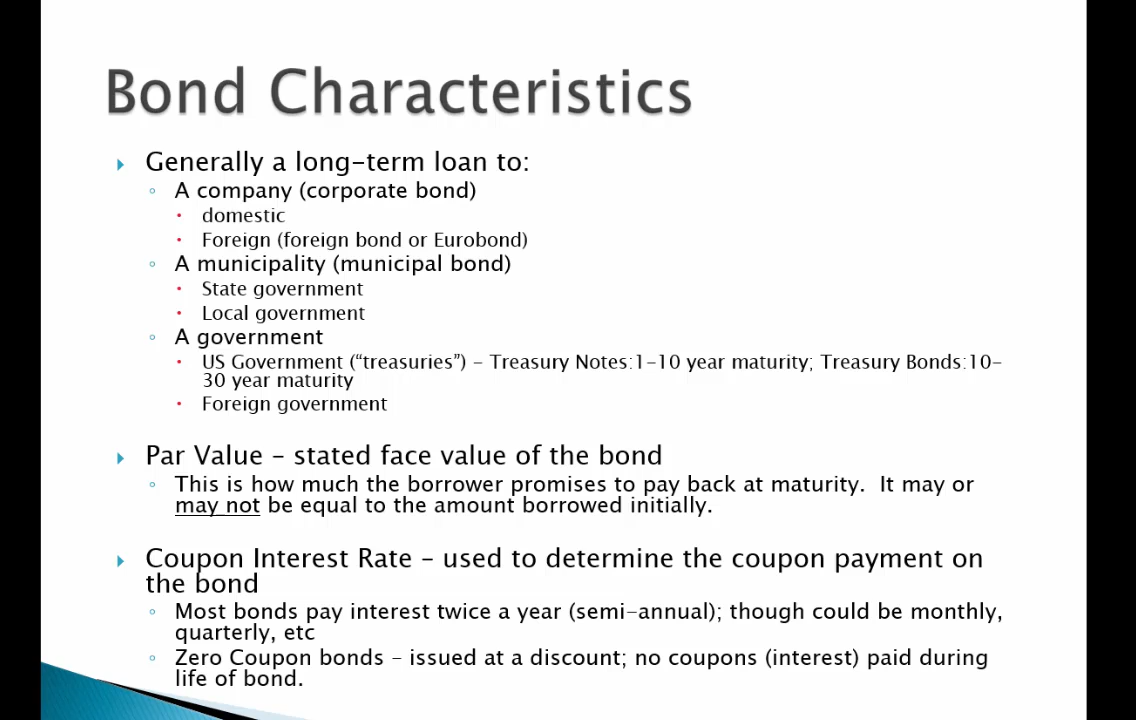 Bond Characteristics
Generally a long-term loan to:
A company (corporate bond)
domestic
Foreign (foreign bond or Eurobond)
A municipality (municipal bond)
State government
Local government
A government
US Government (“treasuries”) – Treasury Notes:1-10 year maturity; Treasury Bonds:10-
30 year maturity
Foreign government
Par Value – stated face value of the bond
This is how much the borrower promises to pay back at maturity.  It may or
may not be equal to the amount borrowed initially.
Coupon Interest Rate – used to determine the coupon payment on
the bond
Most bonds pay interest twice a year (semi-annual); though could be monthly,
quarterly, etc
Zero Coupon bonds – issued at a discount; no coupons (interest) paid during
life of bond.